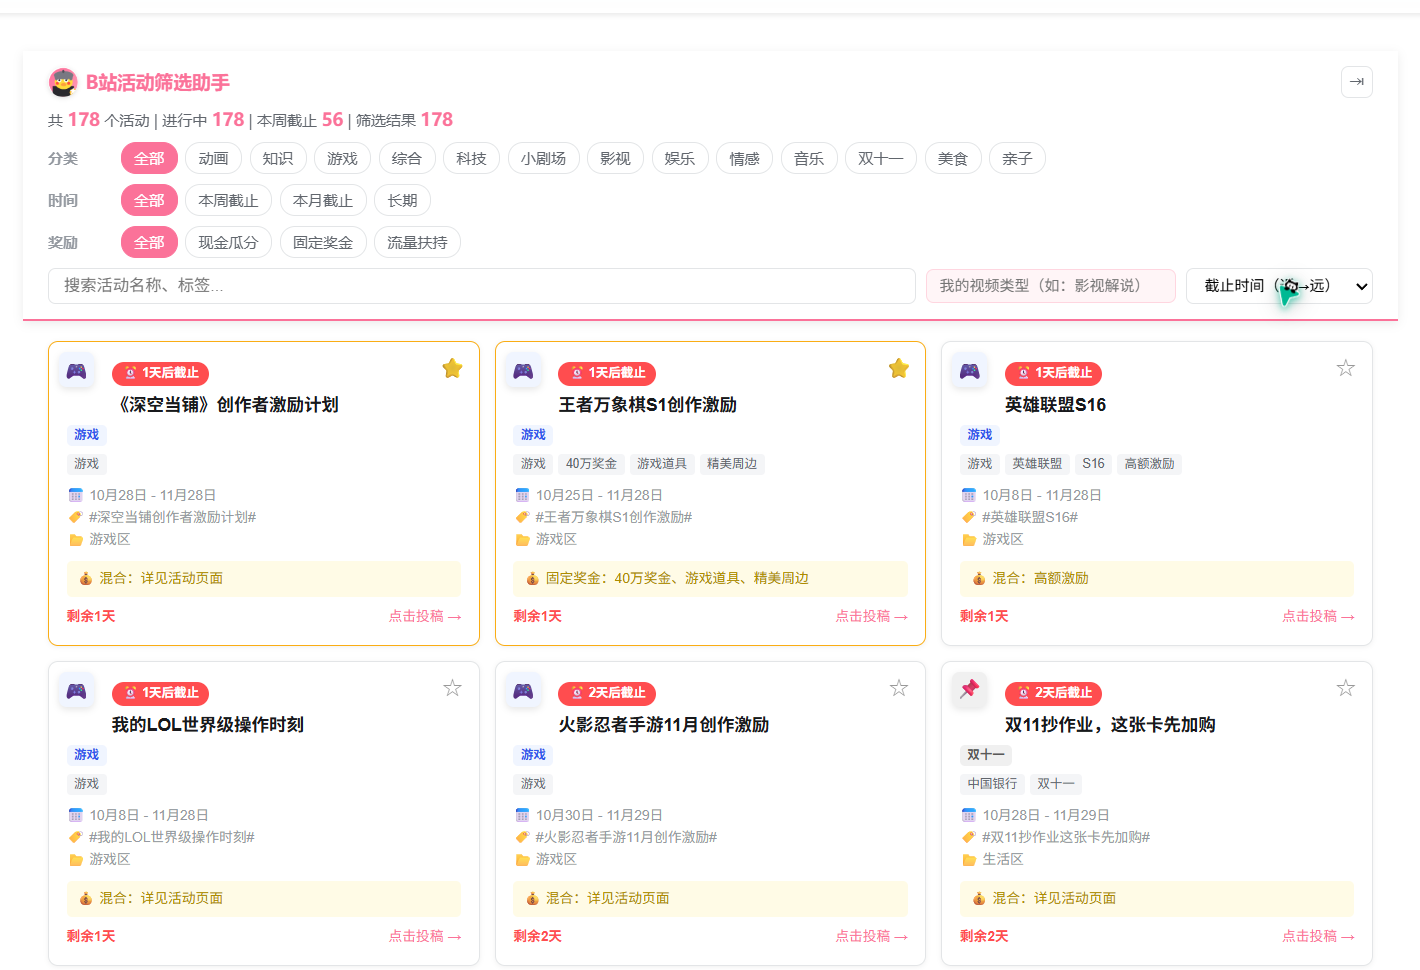 B站活动筛选助手
共 178 个活动 | 进行中 178 | 本周截止 56 | 筛选结果 178
分类 全部 动画 知识 游戏 综合 科技 小剧场 影视 娱乐 情感 音乐 双十一 美食 亲子
时间 全部 本周截止 本月截止 长期
奖励 全部 现金瓜分 固定奖金 流量扶持
搜索活动名称、标签... 我的视频类型（如：影视解说） 截止时间（→远）
1天后截止
《深空当铺》创作者激励计划
游戏
游戏
10月28日 - 11月28日
#深空当铺创作者激励计划#
游戏区
混合：详见活动页面
剩余1天 点击投稿 →
1天后截止
王者万象棋S1创作激励
游戏
游戏 40万奖金 游戏道具 精美周边
10月25日 - 11月28日
#王者万象棋S1创作激励#
游戏区
固定奖金：40万奖金、游戏道具、精美周边
剩余1天 点击投稿 →
1天后截止
英雄联盟S16
游戏
游戏 英雄联盟 S16 高额激励
10月8日 - 11月28日
#英雄联盟S16#
游戏区
混合：高额激励
剩余1天 点击投稿 →
1天后截止
我的LOL世界级操作时刻
游戏
游戏
10月8日 - 11月28日
#我的LOL世界级操作时刻#
游戏区
混合：详见活动页面
剩余1天 点击投稿 →
2天后截止
火影忍者手游11月创作激励
游戏
游戏
10月30日 - 11月29日
#火影忍者手游11月创作激励#
游戏区
混合：详见活动页面
剩余2天 点击投稿 →
2天后截止
双11抄作业，这张卡先加购
双十一
中国银行 双十一
10月28日 - 11月29日
#双11抄作业这张卡先加购#
生活区
混合：详见活动页面
剩余2天 点击投稿 →